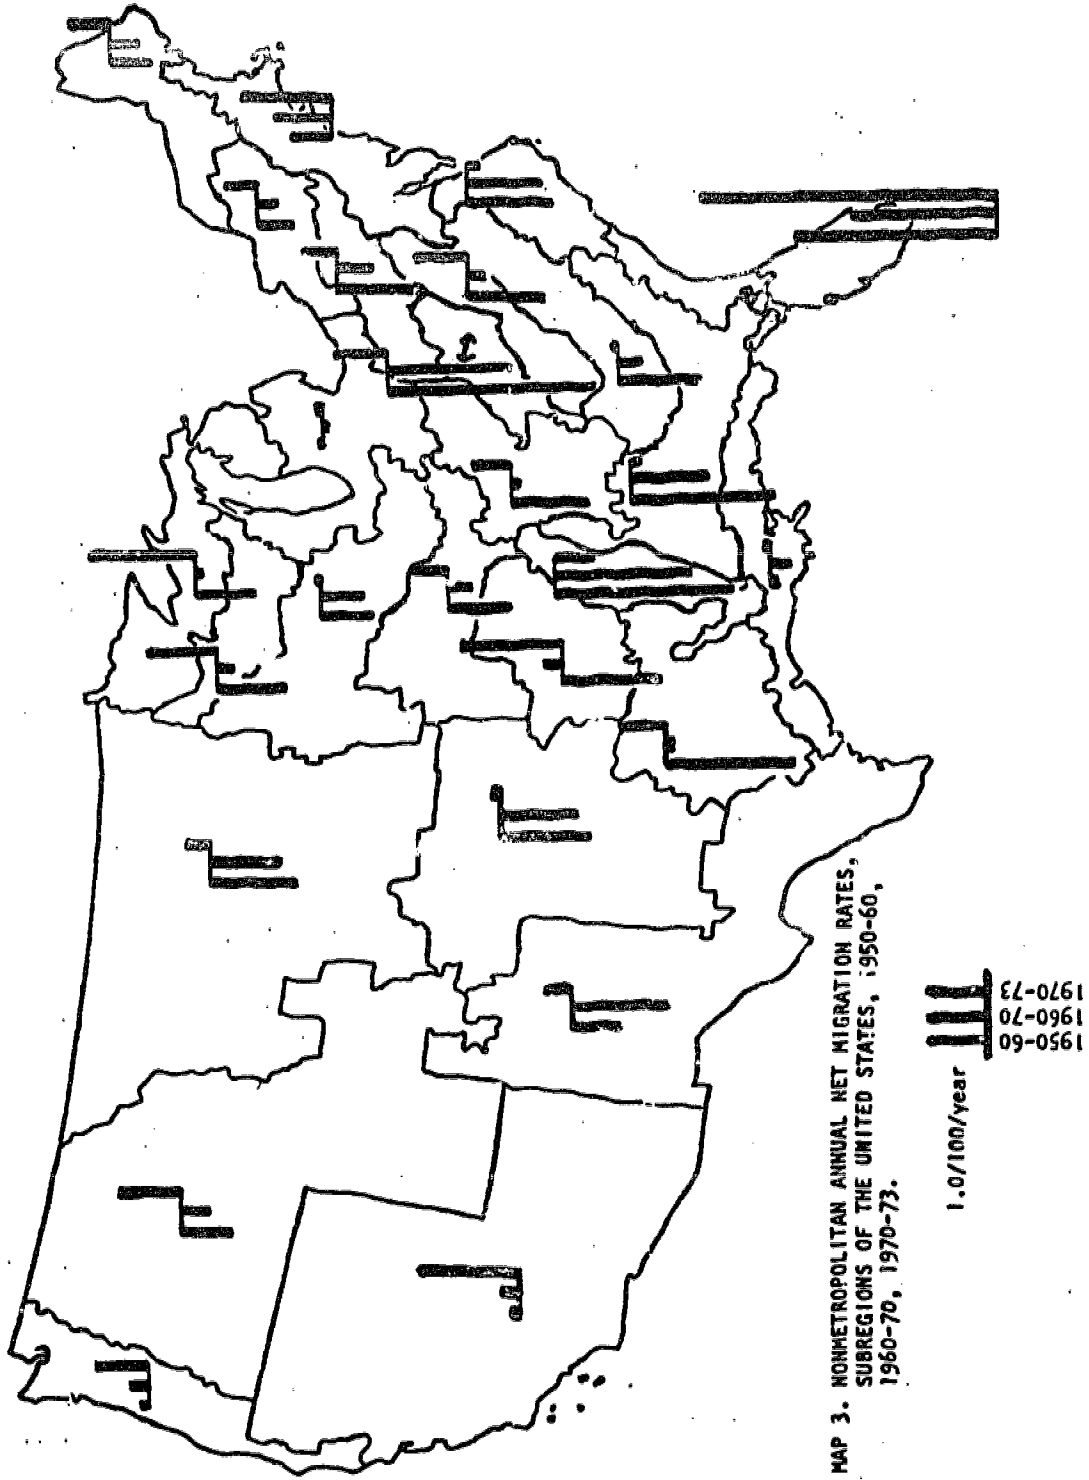 MAP 3. NONMETROPOLITAN ANNUAL NET MIGRATION RATES,
SUBREGIONS OF THE UNITED STATES, 1950-60,
1960-70, 1970-73.
1.0/100/year
1950-60
1960-70
1970-73